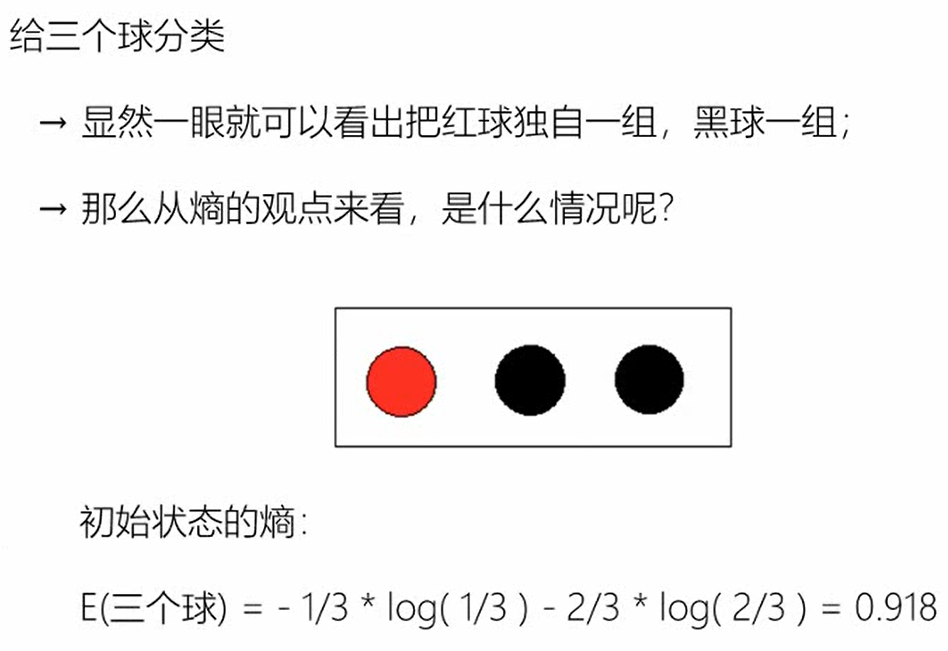 给三个球分类
→ 显然一眼就可以看出把红球独自一组，黑球一组；
→ 那么从熵的观点来看，是什么情况呢？
初始状态的熵：
E(三个球) = - 1/3 * log( 1/3 ) - 2/3 * log( 2/3 ) = 0.918